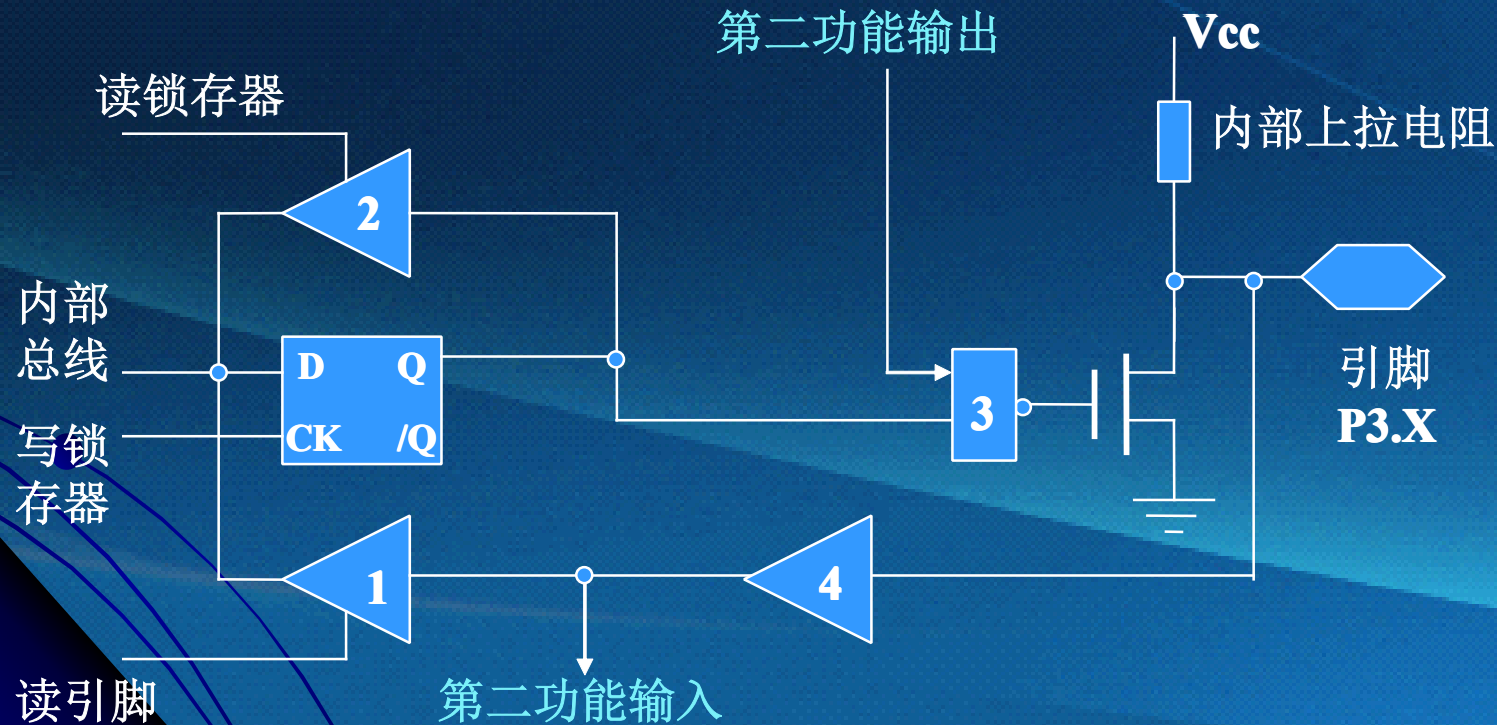 第二功能输出
Vcc
读锁存器
内部上拉电阻
2
内部
总线
D
Q
引脚
P3.X
3
写锁
存器
CK
/Q
1
4
读引脚
第二功能输入